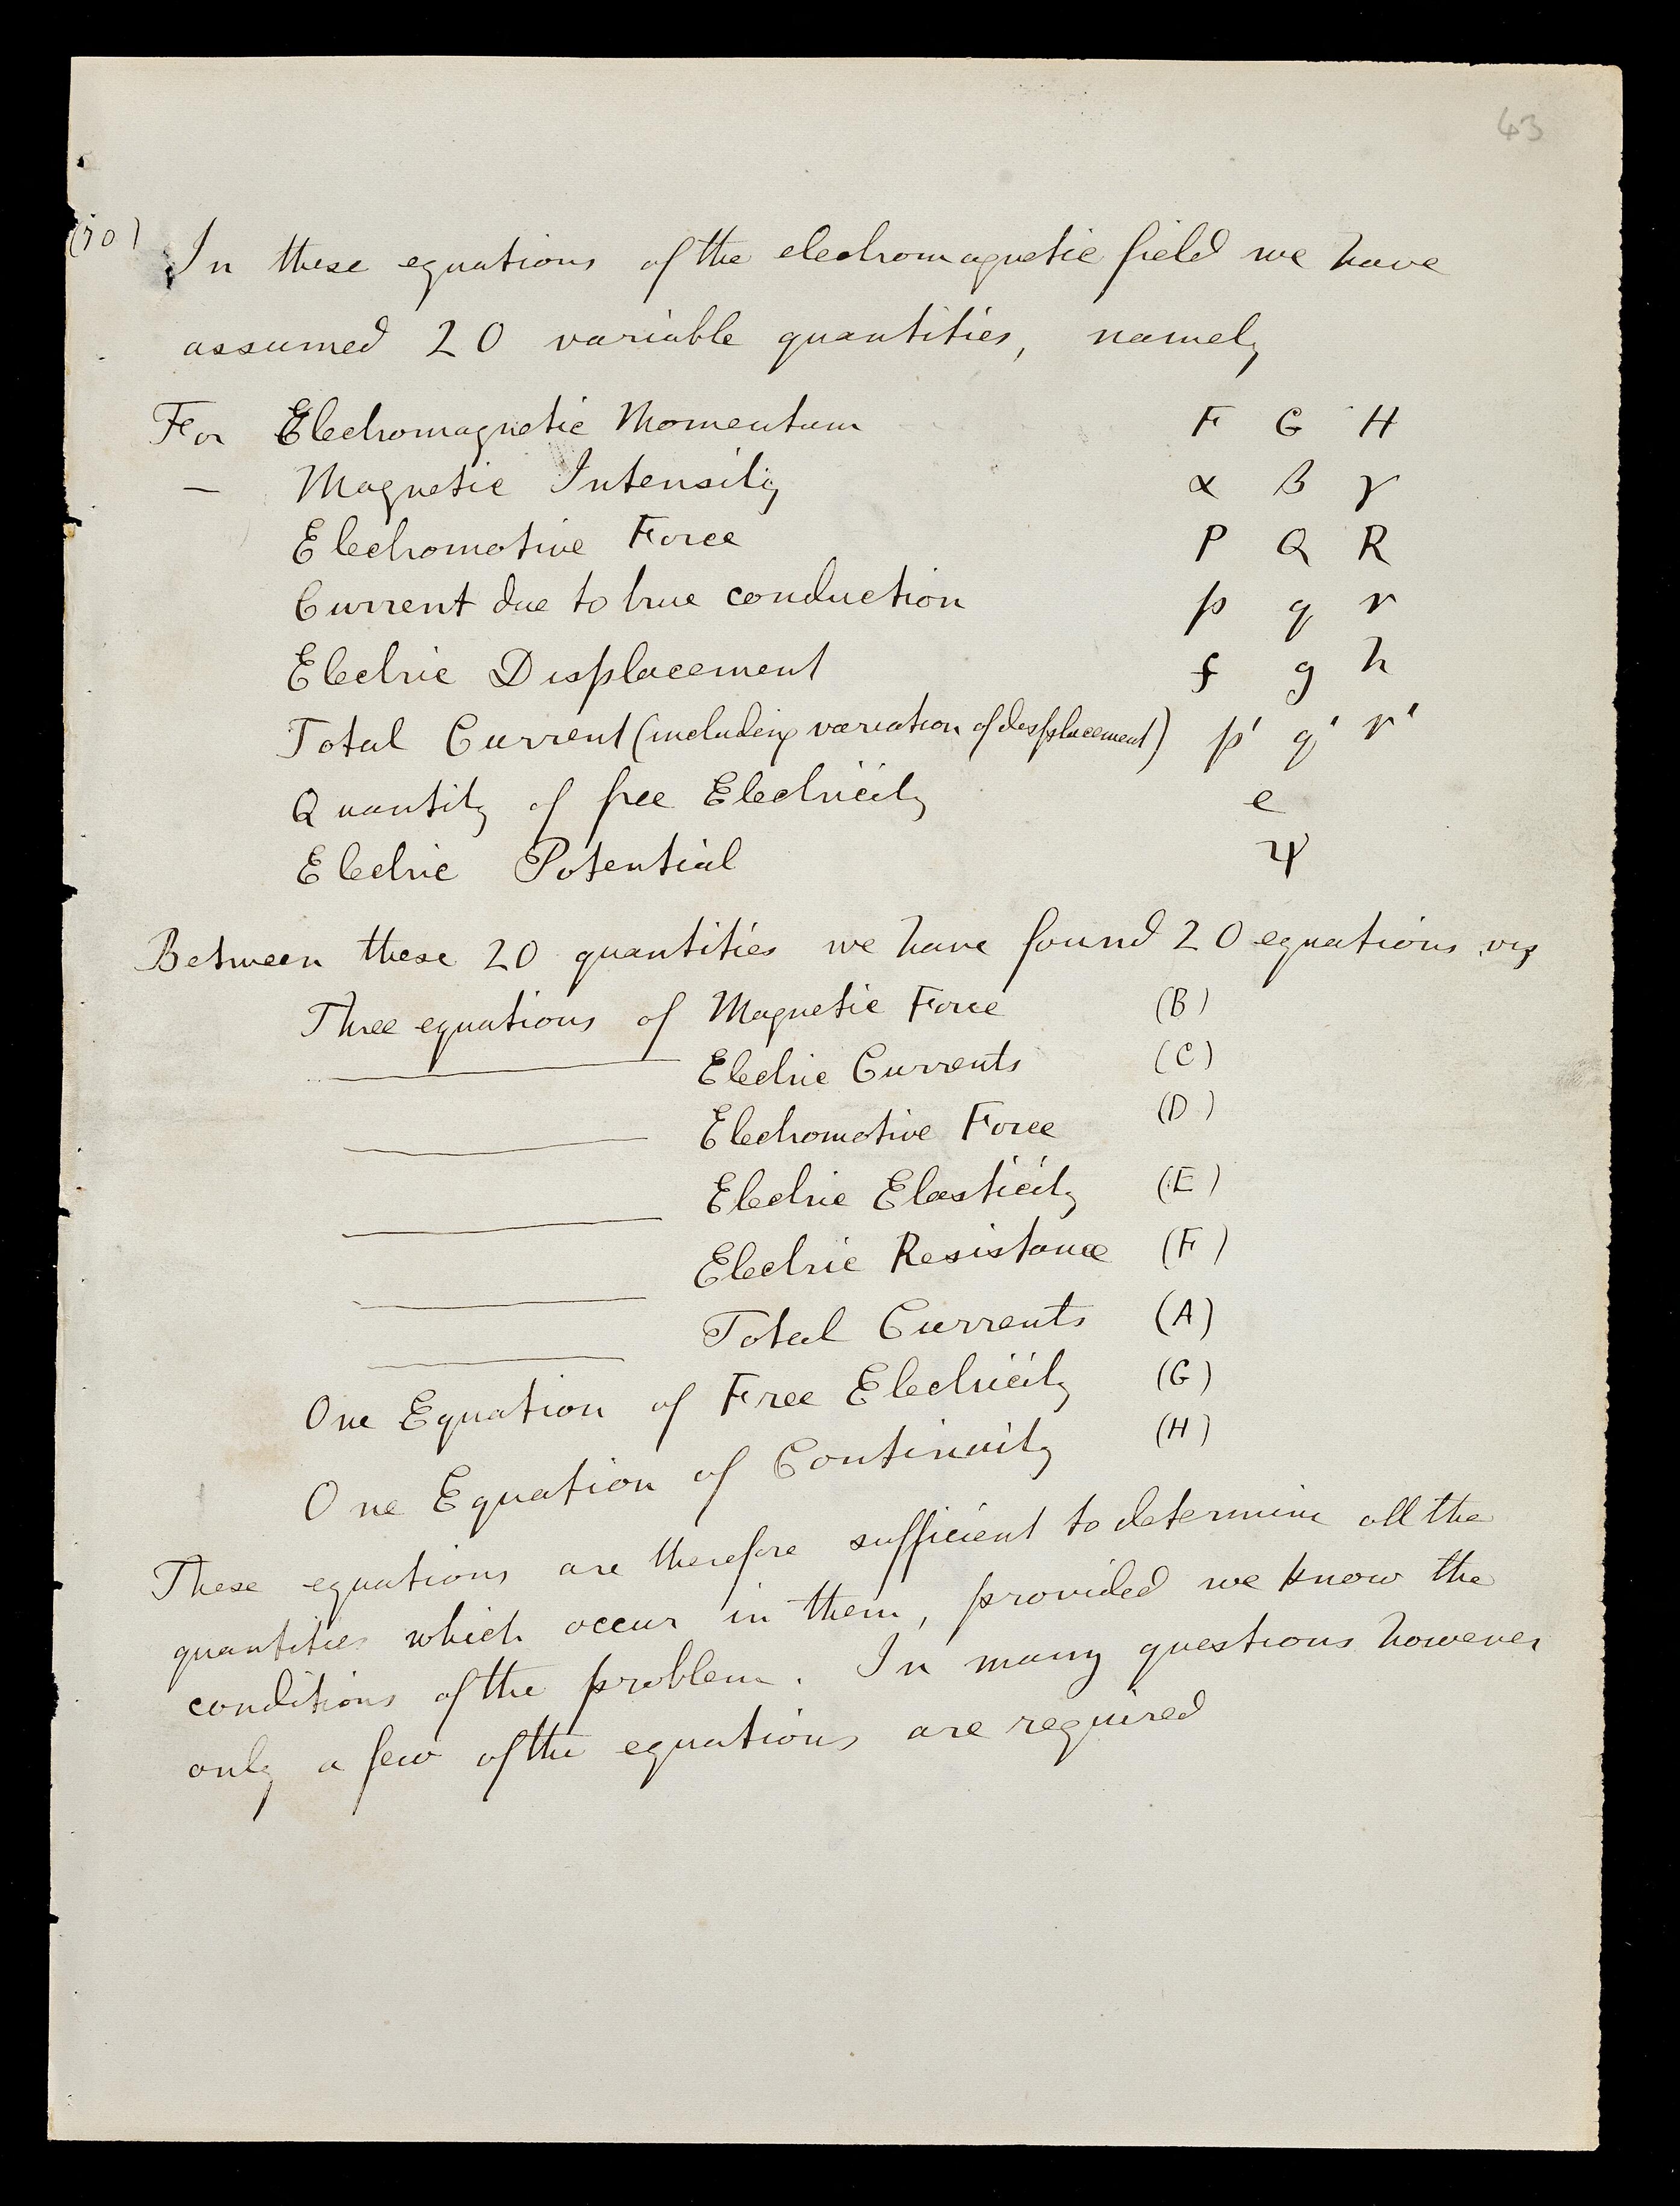 43
(70) In these equations of the electromagnetic field we have
assumed 20 variable quantities, namely
For Electromagnetic Momentum F G H
— Magnetic Intensity α β γ
Electromotive Force P Q R
Current due to true conduction p q r
Electric Displacement f g h
Total Current (including variation of displacement) p' q' r'
Quantity of free Electricity e
Electric Potential Ψ
Between these 20 quantities we have found 20 equations viz
Three equations of Magnetic Force (B)
——— Electric Currents (C)
——— Electromotive Force (D)
——— Electric Elasticity (E)
——— Electric Resistance (F)
——— Total Currents (A)
One Equation of Free Electricity (G)
One Equation of Continuity (H)
These equations are therefore sufficient to determine all the
quantities which occur in them, provided we know the
conditions of the problem. In many questions however
only a few of the equations are required